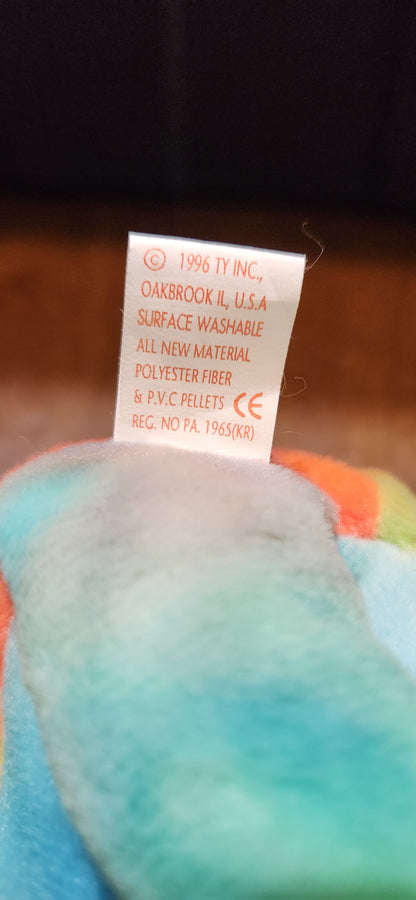 © 1996 TY INC.,
OAKBROOK IL, U.S.A
SURFACE WASHABLE
ALL NEW MATERIAL
POLYESTER FIBER
& P.V.C PELLETS CE
REG. NO PA. 1965(KR)